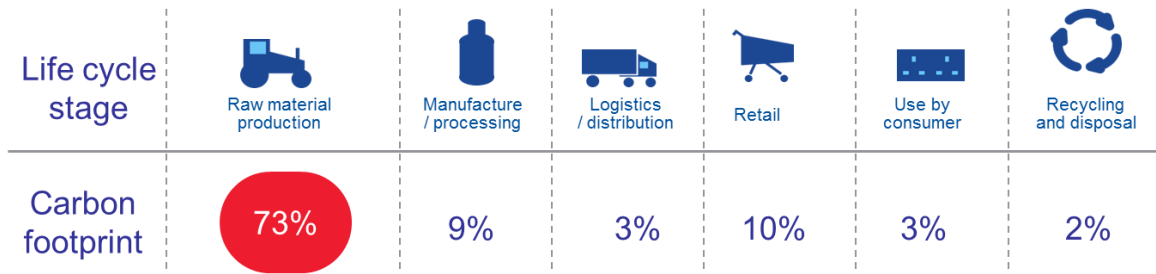 Life cycle
stage
Raw material
production
Manufacture
/ processing
Logistics
/ distribution
Retail
Use by
consumer
Recycling
and disposal
Carbon
footprint
73%
9%
3%
10%
3%
2%